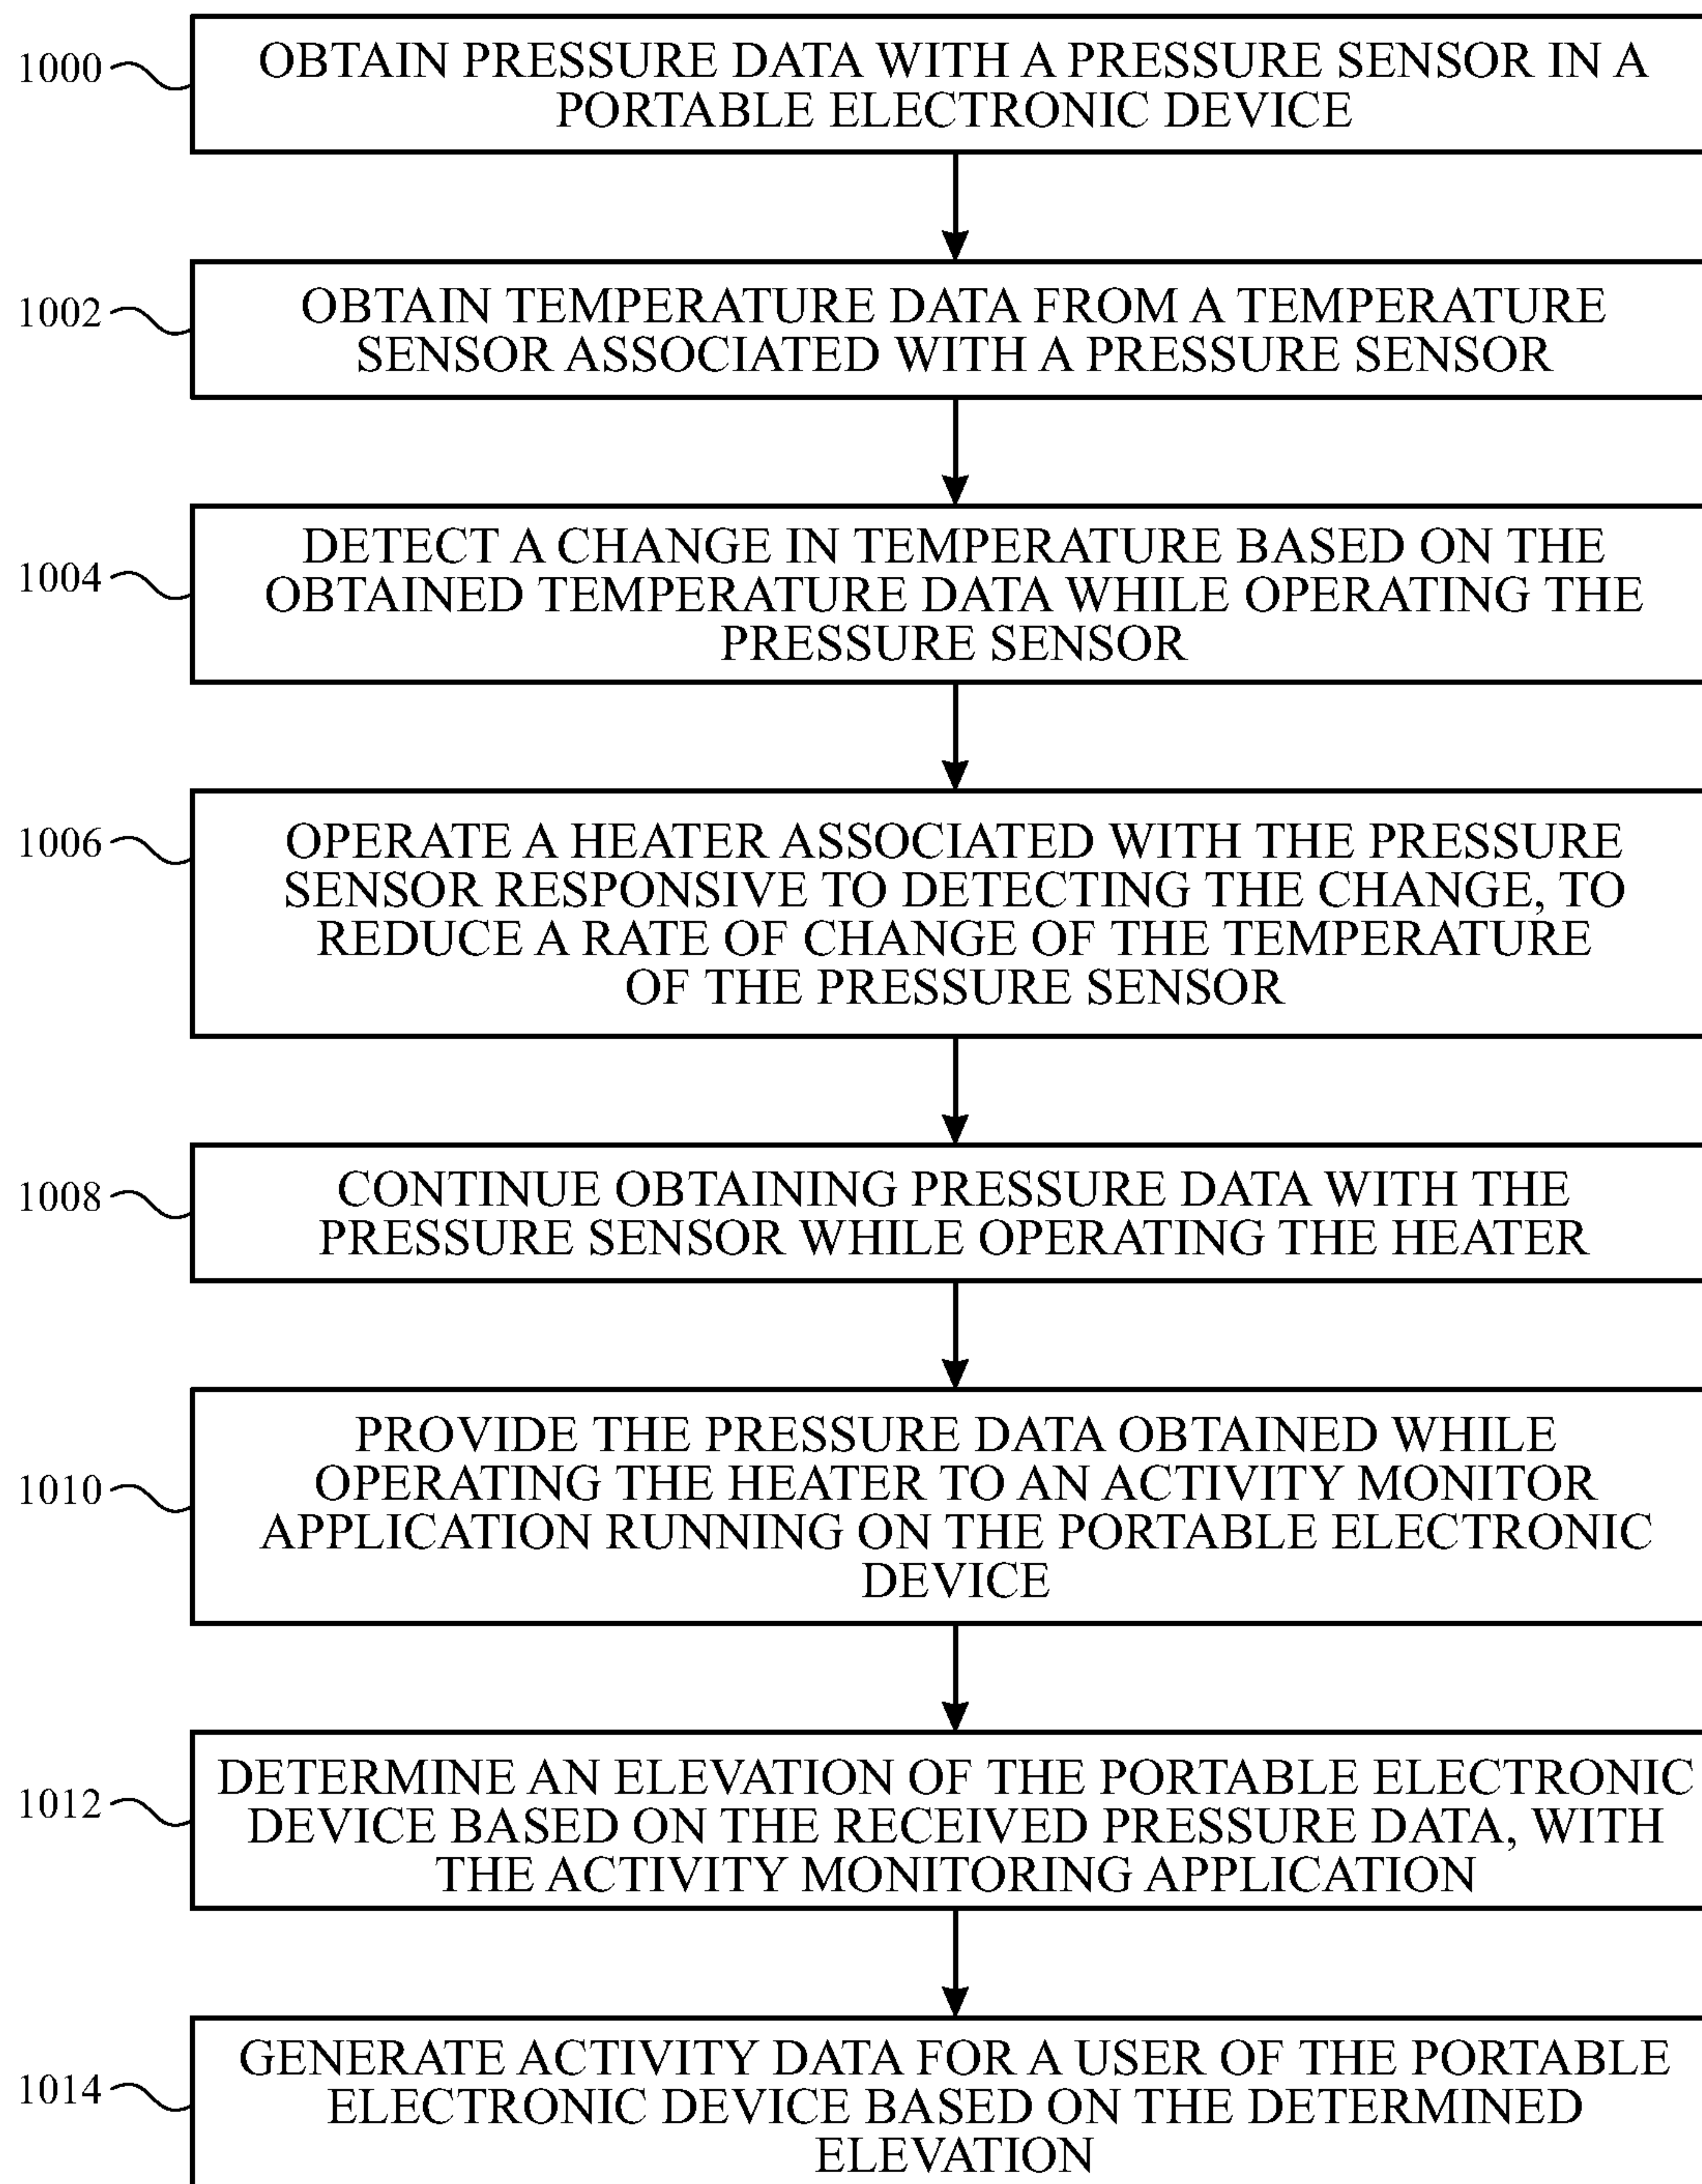 1000
OBTAIN PRESSURE DATA WITH A PRESSURE SENSOR IN A
PORTABLE ELECTRONIC DEVICE
1002
OBTAIN TEMPERATURE DATA FROM A TEMPERATURE
SENSOR ASSOCIATED WITH A PRESSURE SENSOR
1004
DETECT A CHANGE IN TEMPERATURE BASED ON THE
OBTAINED TEMPERATURE DATA WHILE OPERATING THE
PRESSURE SENSOR
1006
OPERATE A HEATER ASSOCIATED WITH THE PRESSURE
SENSOR RESPONSIVE TO DETECTING THE CHANGE, TO
REDUCE A RATE OF CHANGE OF THE TEMPERATURE
OF THE PRESSURE SENSOR
1008
CONTINUE OBTAINING PRESSURE DATA WITH THE
PRESSURE SENSOR WHILE OPERATING THE HEATER
1010
PROVIDE THE PRESSURE DATA OBTAINED WHILE
OPERATING THE HEATER TO AN ACTIVITY MONITOR
APPLICATION RUNNING ON THE PORTABLE ELECTRONIC
DEVICE
1012
DETERMINE AN ELEVATION OF THE PORTABLE ELECTRONIC
DEVICE BASED ON THE RECEIVED PRESSURE DATA, WITH
THE ACTIVITY MONITORING APPLICATION
1014
GENERATE ACTIVITY DATA FOR A USER OF THE PORTABLE
ELECTRONIC DEVICE BASED ON THE DETERMINED
ELEVATION